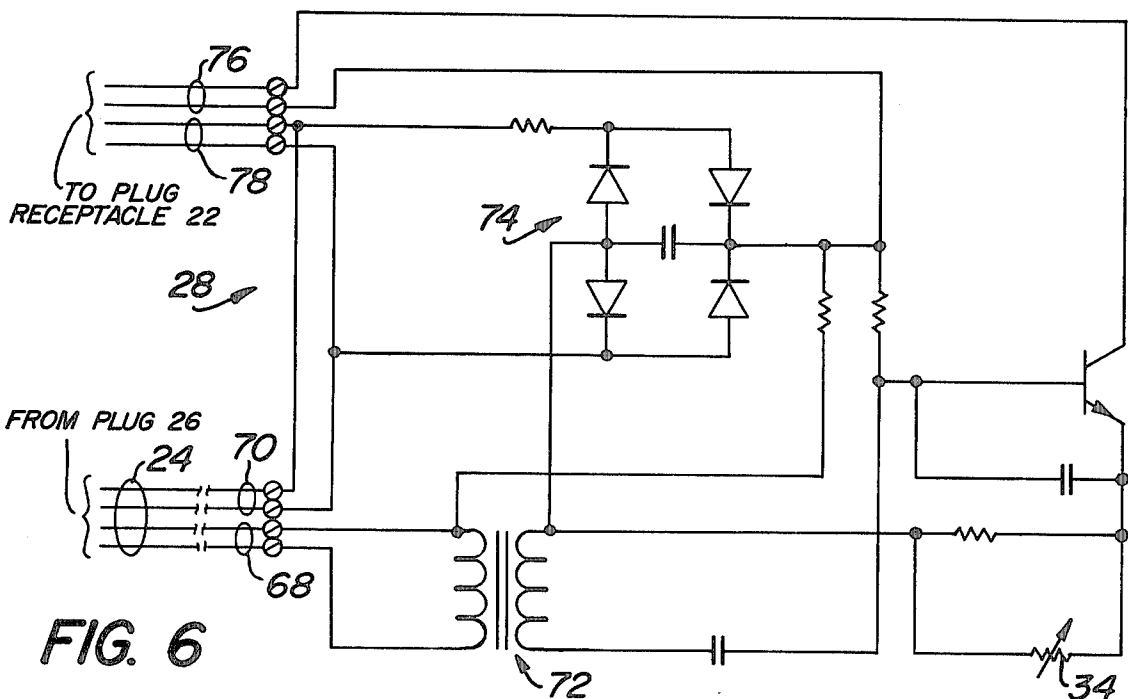 76
78
TO PLUG
RECEPTACLE 22
74
28
FROM PLUG 26
24
70
68
FIG. 6
72
34